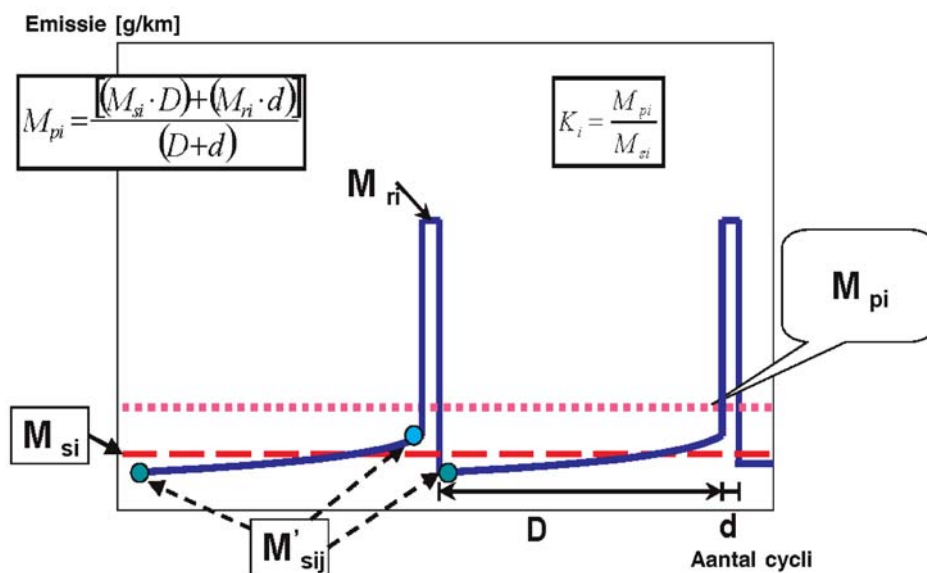 Emissie [g/km]
M_pi = [(M_si · D) + (M_ri · d)] / (D + d)
K_i = M_pi / M_si
M ri
M pi
M si
M'sij
D
d
Aantal cycli